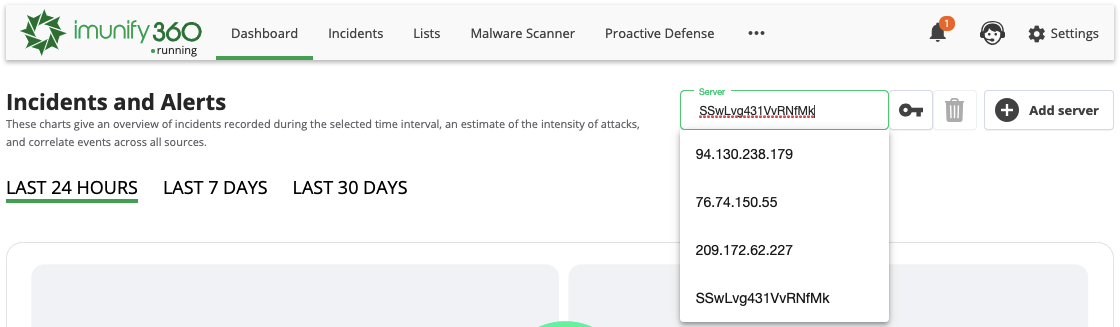 imunify360
running
Dashboard
Incidents
Lists
Malware Scanner
Proactive Defense
•••
1
Settings
Incidents and Alerts
These charts give an overview of incidents recorded during the selected time interval, an estimate of the intensity of attacks,
and correlate events across all sources.
Server
SSwLvg431VvRNfMk
Add server
94.130.238.179
76.74.150.55
209.172.62.227
SSwLvg431VvRNfMk
LAST 24 HOURS
LAST 7 DAYS
LAST 30 DAYS